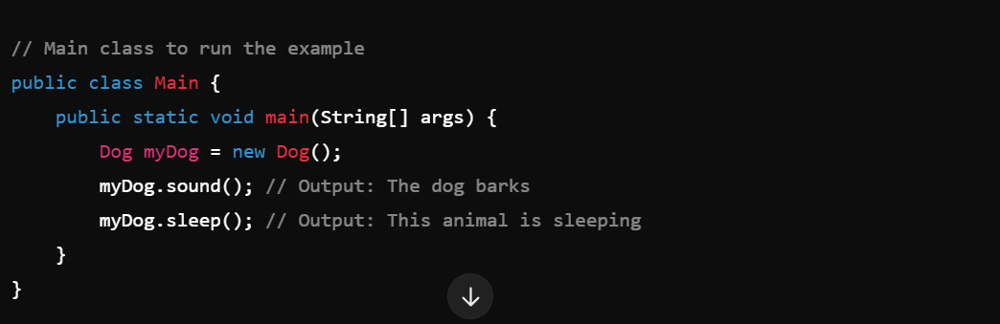 // Main class to run the example
public class Main {
    public static void main(String[] args) {
        Dog myDog = new Dog();
        myDog.sound(); // Output: The dog barks
        myDog.sleep(); // Output: This animal is sleeping
    }
}